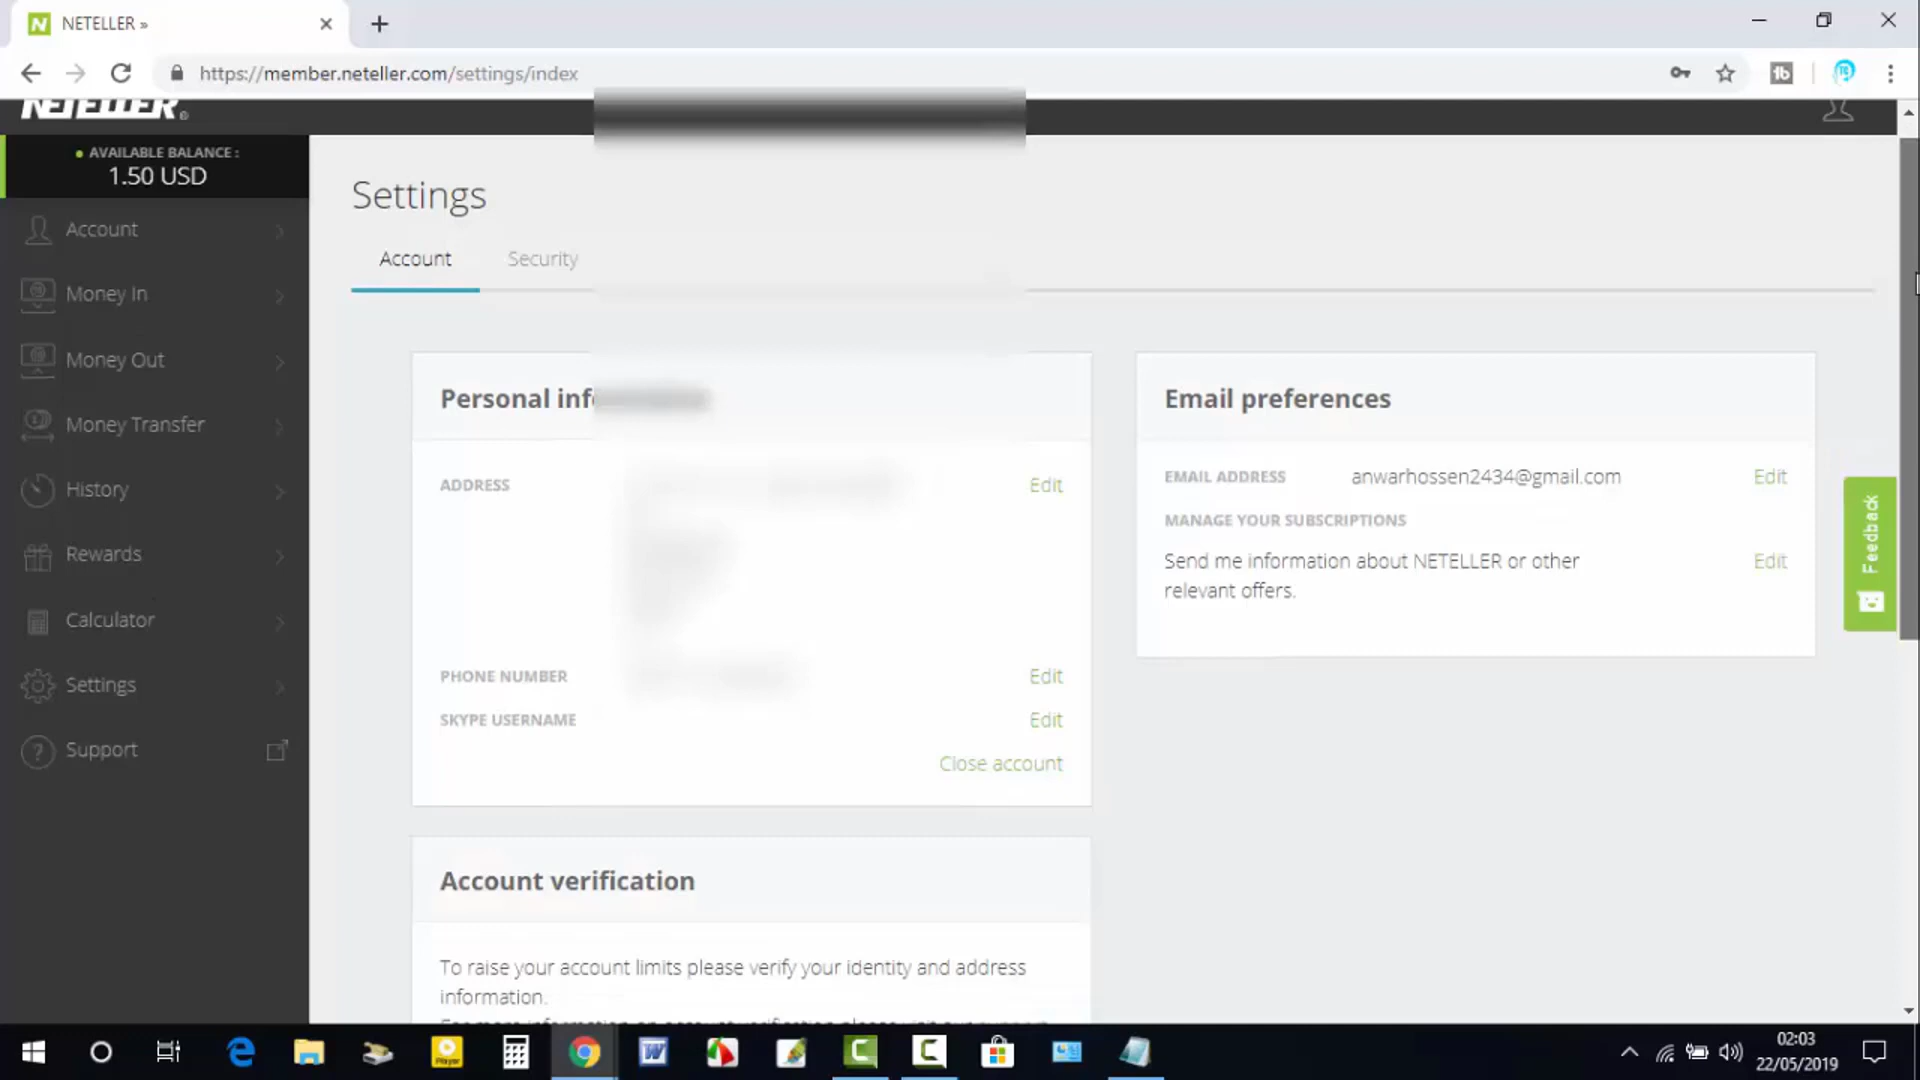 NETELLER »
https://member.neteller.com/settings/index
NETELLER
AVAILABLE BALANCE :
1.50 USD
Account
Money In
Money Out
Money Transfer
History
Rewards
Calculator
Settings
Support
Settings
Account Security
Personal
ADDRESS Edit
PHONE NUMBER Edit
SKYPE USERNAME Edit
Close account
Email preferences
EMAIL ADDRESS anwarhossen2434@gmail.com Edit
MANAGE YOUR SUBSCRIPTIONS
Send me information about NETELLER or other Edit
relevant offers.
Feedback
Account verification
To raise your account limits please verify your identity and address
information.
02:03
22/05/2019